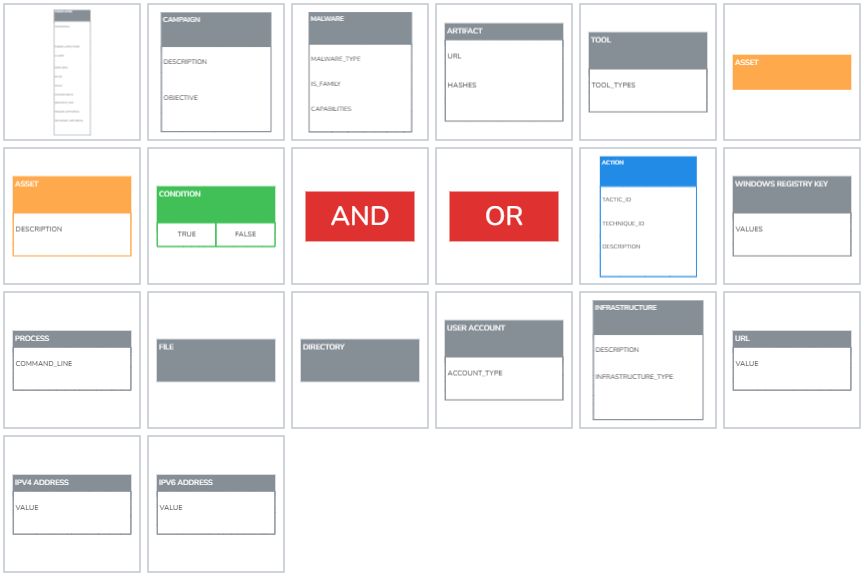 CAMPAIGN
DESCRIPTION
OBJECTIVE
MALWARE
MALWARE_TYPE
IS_FAMILY
CAPABILITIES
ARTIFACT
URL
HASHES
TOOL
TOOL_TYPES
ASSET
ASSET
DESCRIPTION
CONDITION
TRUE FALSE
AND
OR
ACTION
TACTIC_ID
TECHNIQUE_ID
DESCRIPTION
WINDOWS REGISTRY KEY
VALUES
PROCESS
COMMAND_LINE
FILE
DIRECTORY
USER ACCOUNT
ACCOUNT_TYPE
INFRASTRUCTURE
DESCRIPTION
INFRASTRUCTURE_TYPE
URL
VALUE
IPV4 ADDRESS
VALUE
IPV6 ADDRESS
VALUE